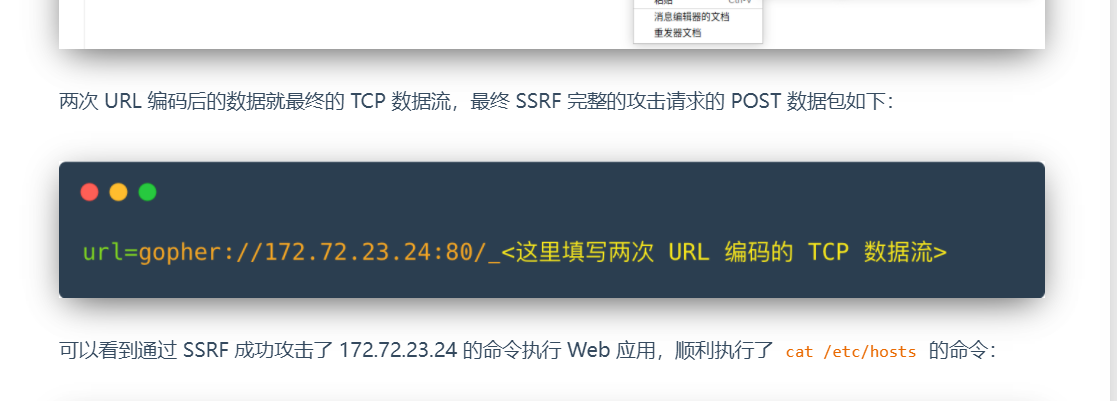 粘贴 Ctrl-V
消息编辑器的文档
重发器文档
两次 URL 编码后的数据就最终的 TCP 数据流，最终 SSRF 完整的攻击请求的 POST 数据包如下：
url=gopher://172.72.23.24:80/_<这里填写两次 URL 编码的 TCP 数据流>
可以看到通过 SSRF 成功攻击了 172.72.23.24 的命令执行 Web 应用，顺利执行了 cat /etc/hosts 的命令：